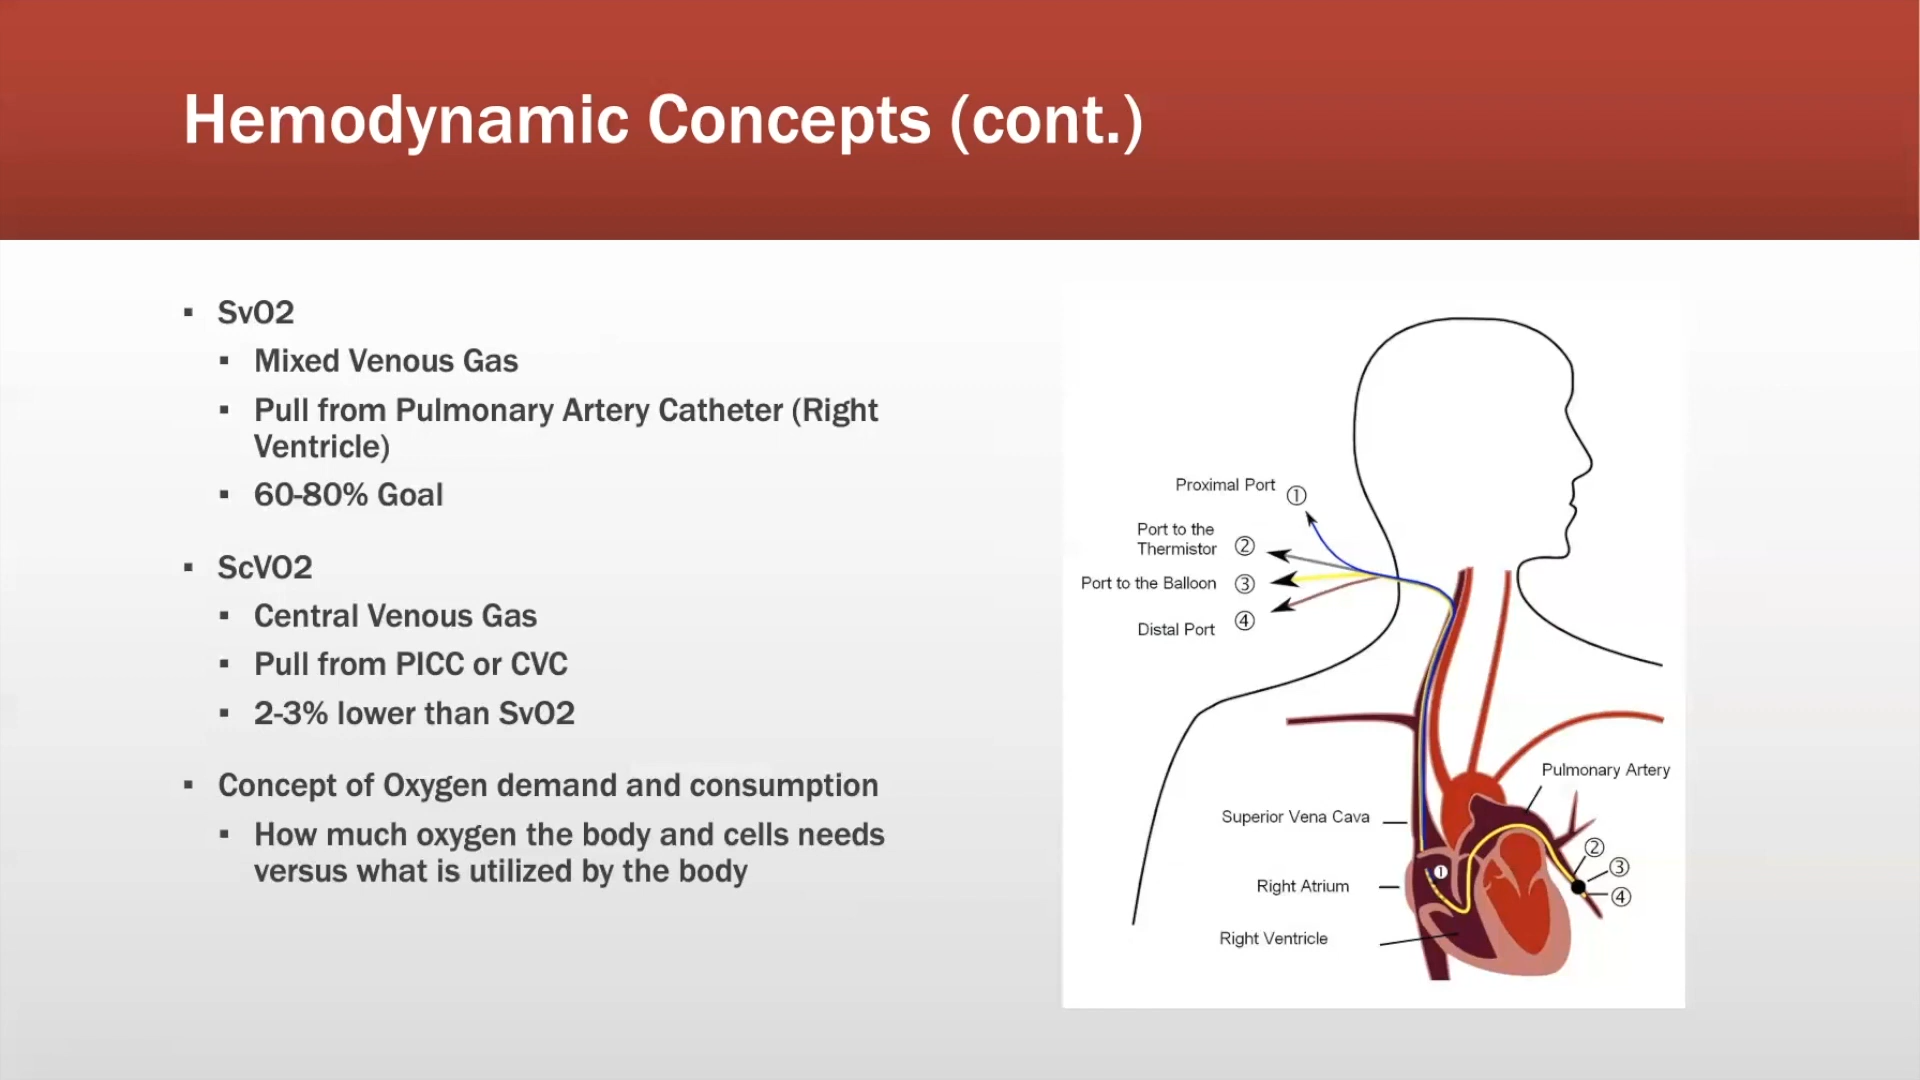 Hemodynamic Concepts (cont.)
▪ SvO2
▪ Mixed Venous Gas
▪ Pull from Pulmonary Artery Catheter (Right
Ventricle)
▪ 60-80% Goal
▪ ScVO2
▪ Central Venous Gas
▪ Pull from PICC or CVC
▪ 2-3% lower than SvO2
▪ Concept of Oxygen demand and consumption
▪ How much oxygen the body and cells needs
versus what is utilized by the body
Proximal Port ①
Port to the
Thermistor ②
Port to the Balloon ③
Distal Port ④
Pulmonary Artery
Superior Vena Cava
②
③
①
Right Atrium
④
Right Ventricle